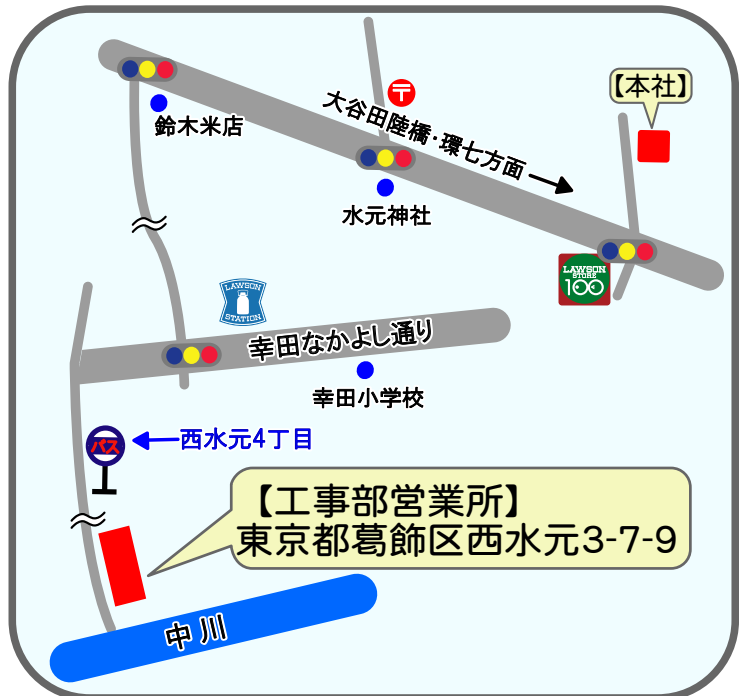 【本社】
大谷田陸橋・環七方面
鈴木米店
水元神社
LAWSON
STORE
100
LAWSON
STATION
幸田なかよし通り
幸田小学校
バス
西水元4丁目
【工事部営業所】
東京都葛飾区西水元3-7-9
中川